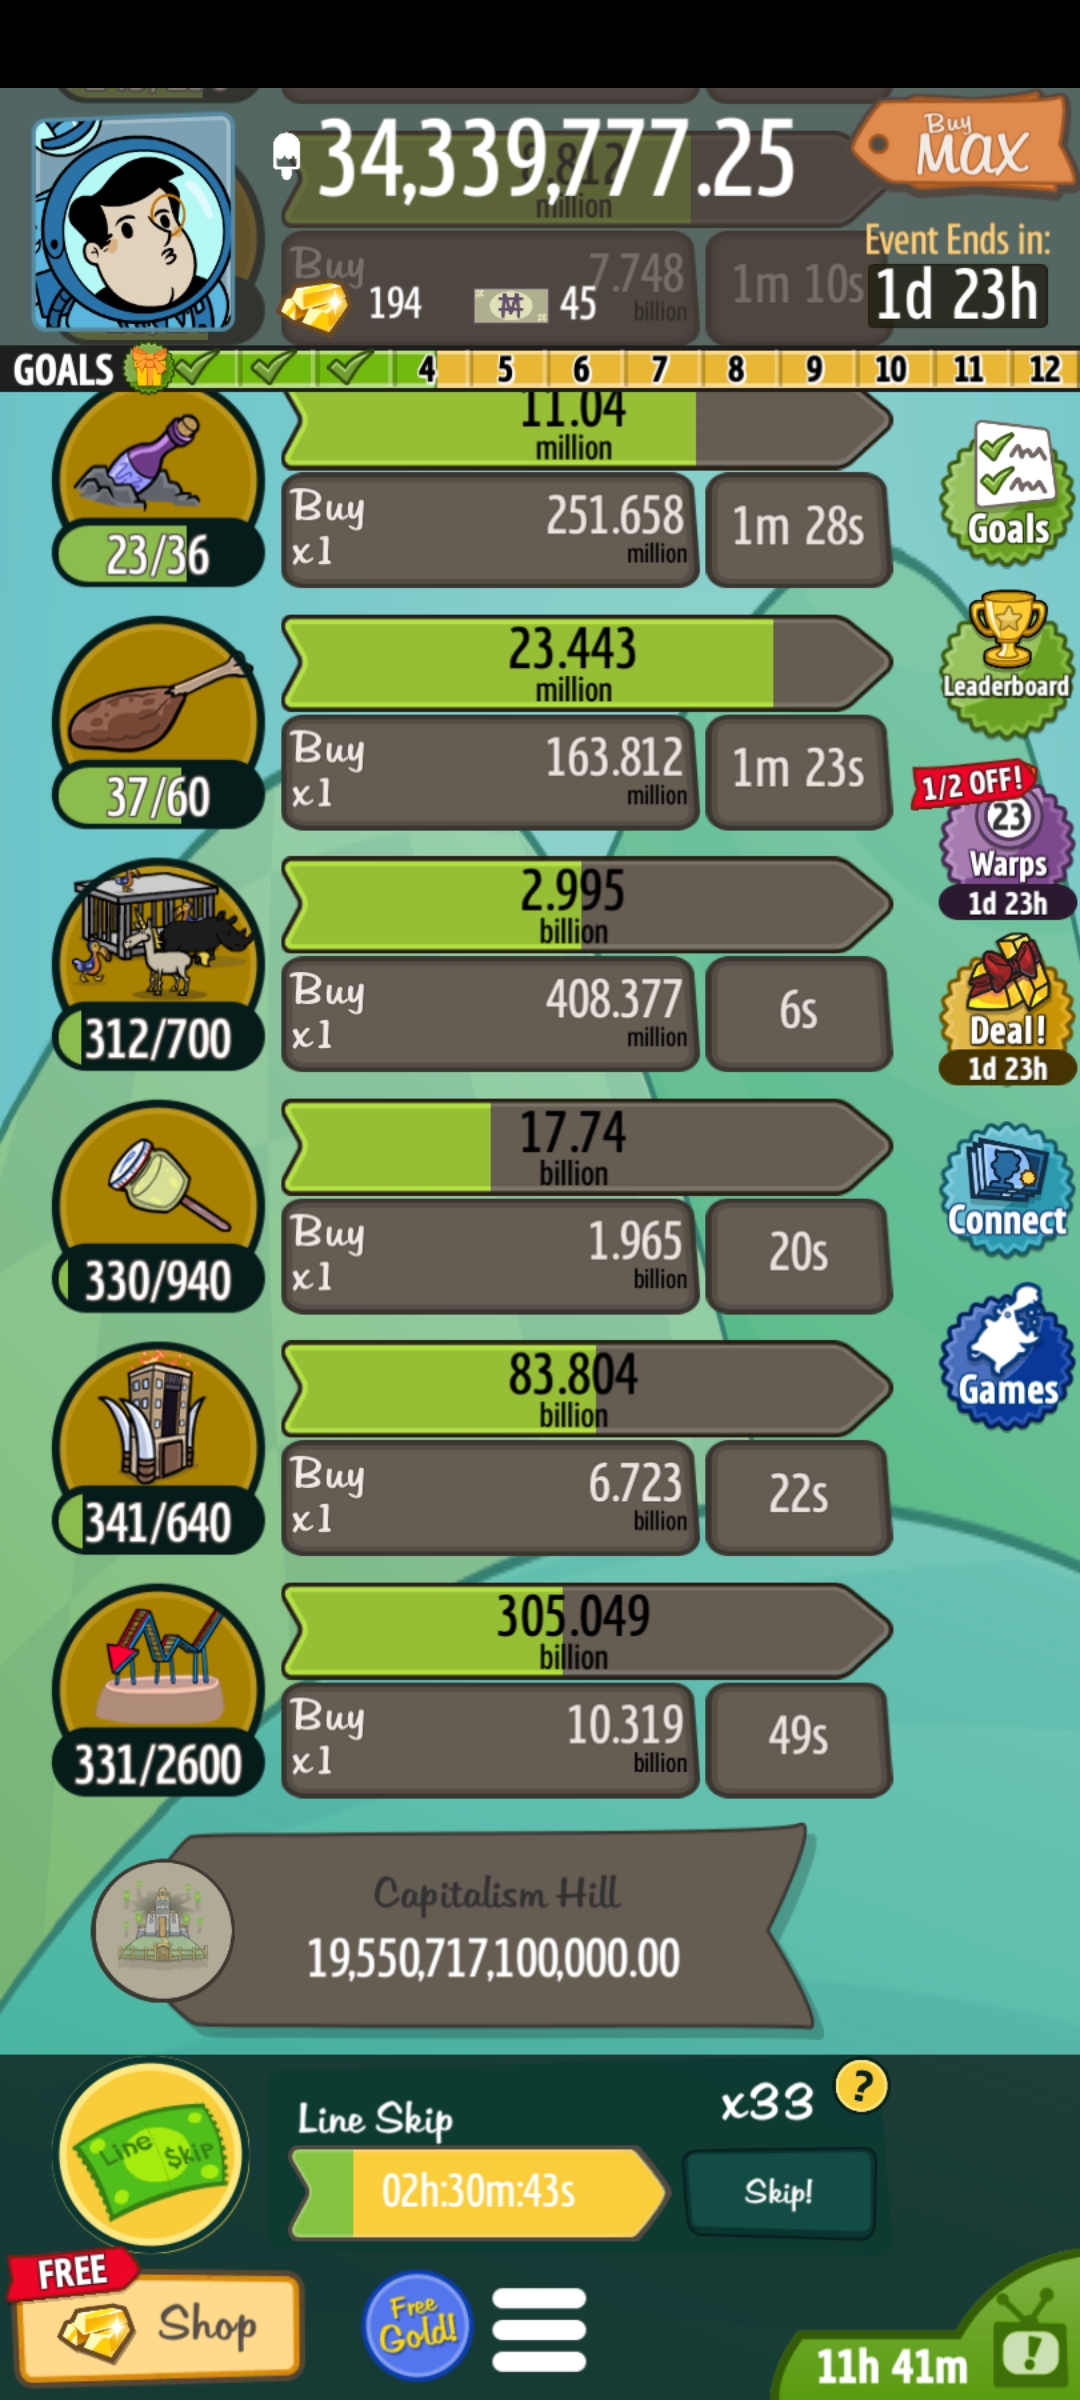 34,339,777.25
Buy
MAX
million
Buy
7.748
billion
1m 10s
Event Ends in:
1d 23h
194
45
GOALS 4 5 6 7 8 9 10 11 12
11.04
million
Buy
x1
251.658
million
1m 28s
23/36
Goals
23.443
million
Buy
x1
163.812
million
1m 23s
37/60
Leaderboard
1/2 OFF!
23
Warps
1d 23h
2.995
billion
Buy
x1
408.377
million
6s
312/700
Deal!
1d 23h
17.74
billion
Buy
x1
1.965
billion
20s
330/940
Connect
83.804
billion
Buy
x1
6.723
billion
22s
341/640
Games
305.049
billion
Buy
x1
10.319
billion
49s
331/2600
Capitalism Hill
19,550,717,100,000.00
Line Skip
Line $kip
x33
?
02h:30m:43s
Skip!
FREE
Shop
Free
Gold!
11h 41m
!